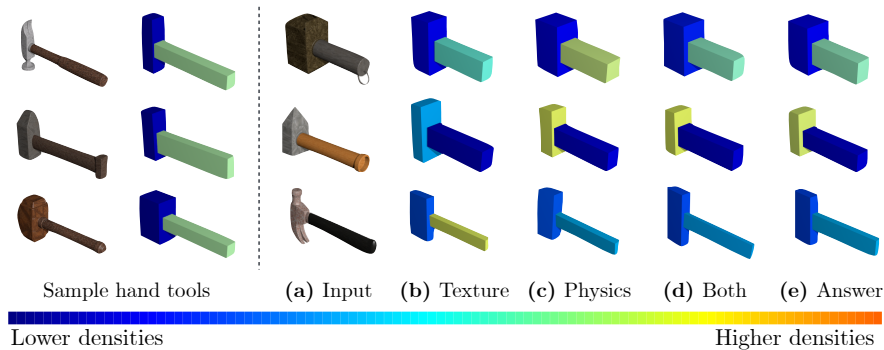 Sample hand tools
(a) Input
(b) Texture
(c) Physics
(d) Both
(e) Answer
Lower densities
Higher densities